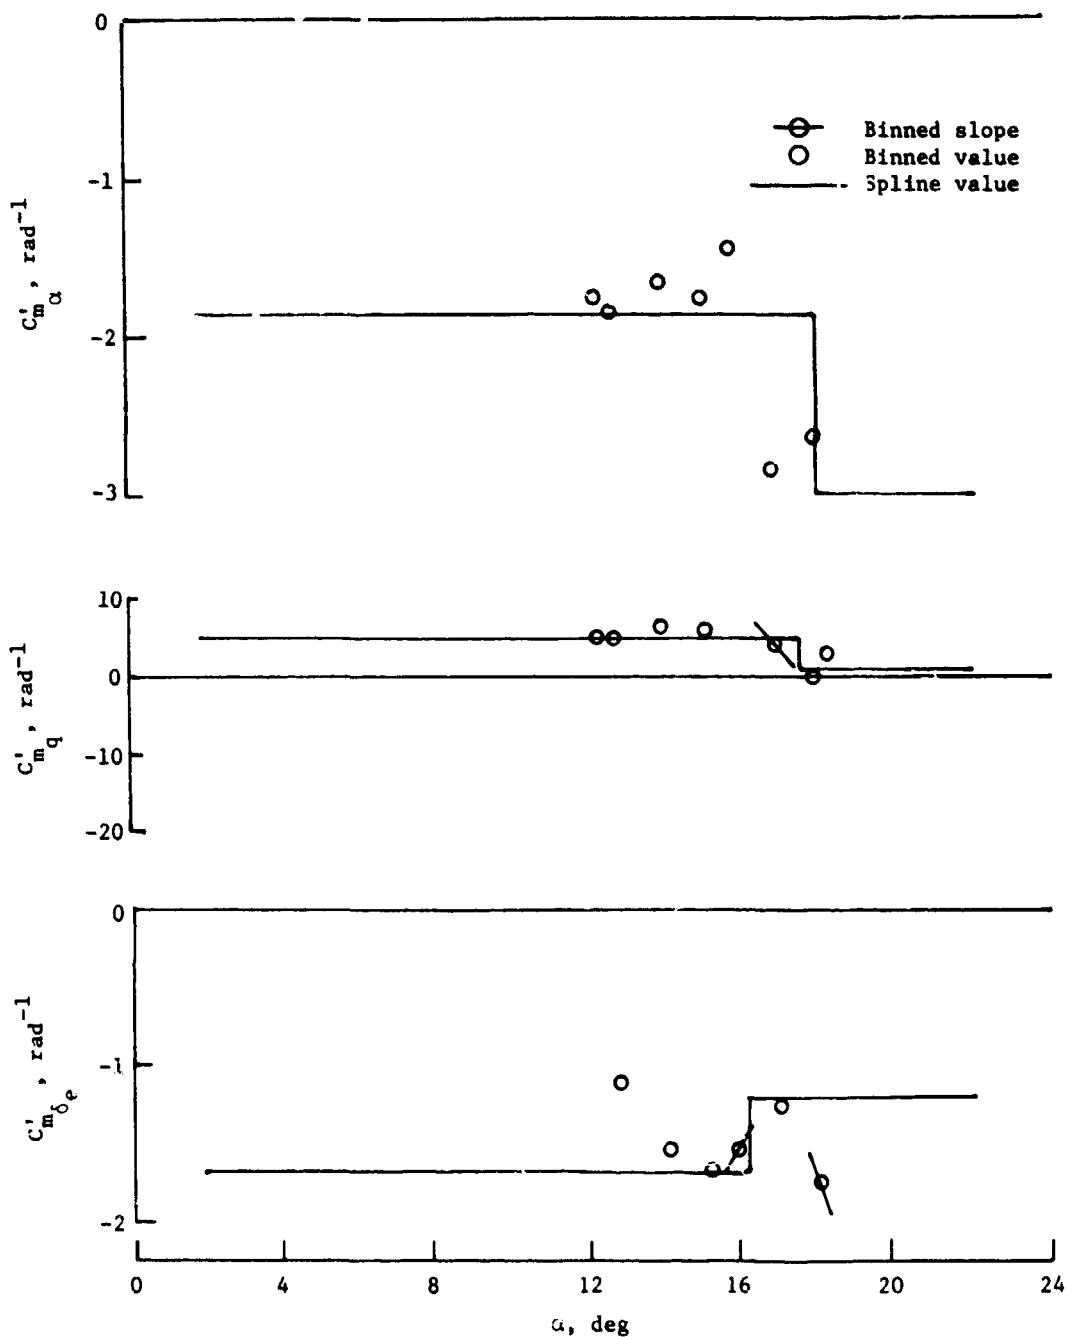 0
Binned slope
Binned value
Spline value
-1
-2
-3
C'mα, rad⁻¹
10
0
-10
-20
C'mq, rad⁻¹
0
-1
-2
C'mδe, rad⁻¹
0 4 8 12 16 20 24
α, deg